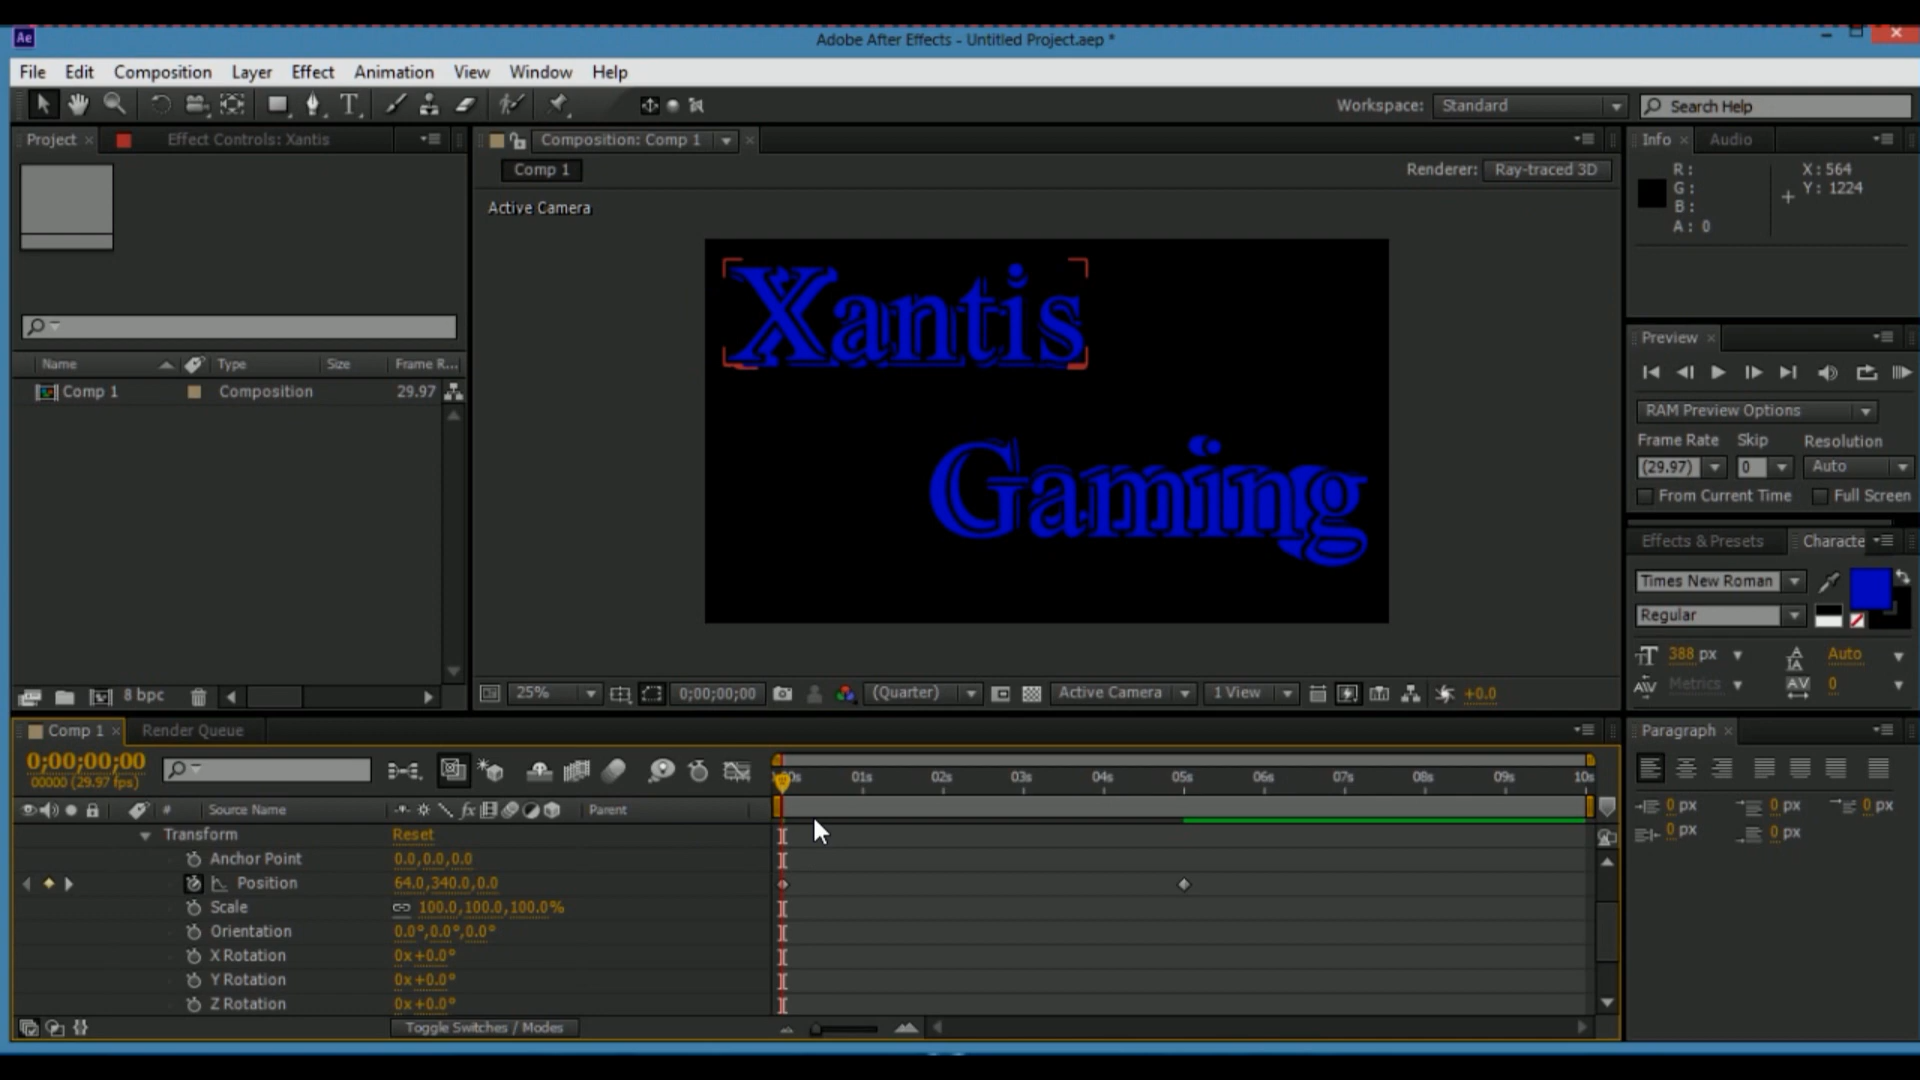 Ae
Adobe After Effects - Untitled Project.aep *
File Edit Composition Layer Effect Animation View Window Help
Workspace: Standard Search Help
Project × Effect Controls: Xantis
Composition: Comp 1
Comp 1
Renderer: Ray-traced 3D
Active Camera
Xantis
Gaming
Name Type Size Frame R...
Comp 1 Composition 29.97
8 bpc
25% 0;00;00;00 (Quarter) Active Camera 1 View +0.0
Info × Audio
R: X: 564
G: Y: 1224
B:
A: 0
Preview ×
RAM Preview Options
Frame Rate Skip Resolution
(29.97) 0 Auto
From Current Time Full Screen
Effects & Presets Characte
Times New Roman
Regular
388 px Auto
Metrics 0
Paragraph ×
0 px 0 px 0 px
0 px 0 px
Comp 1 × Render Queue
0;00;00;00
00000 (29.97 fps)
01s 02s 03s 04s 05s 06s 07s 08s 09s 10s
# Source Name Parent
Transform Reset
Anchor Point 0.0,0.0,0.0
Position 64.0,340.0,0.0
Scale 100.0,100.0,100.0%
Orientation 0.0°,0.0°,0.0°
X Rotation 0x+0.0°
Y Rotation 0x+0.0°
Z Rotation 0x+0.0°
Toggle Switches / Modes